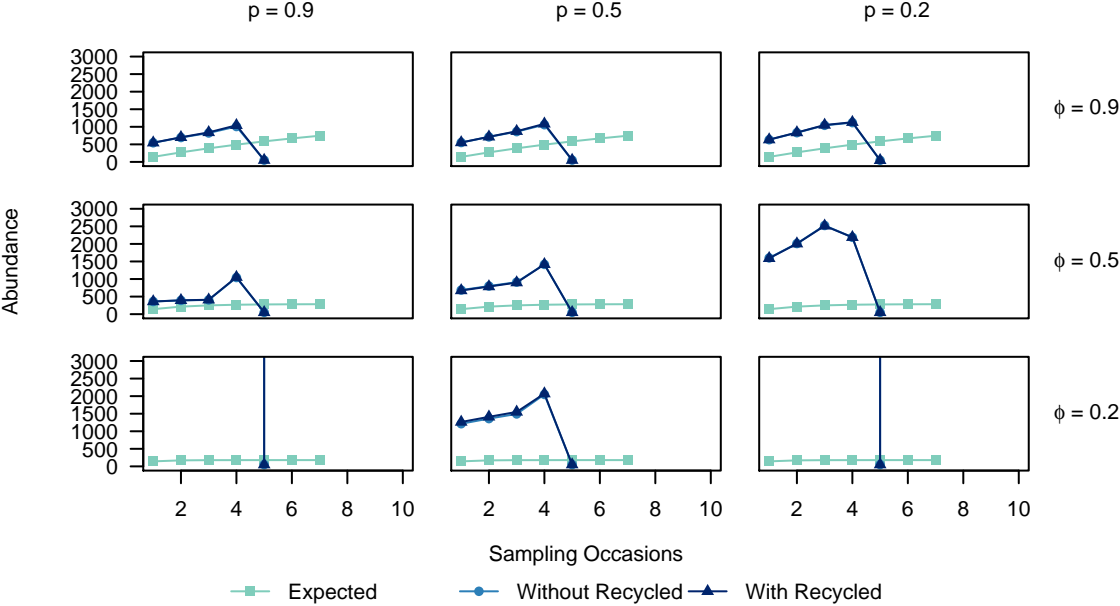 p = 0.9 p = 0.5 p = 0.2
3000
2500
2000
1500
1000
500
0
ϕ = 0.9
3000
2500
2000
1500
1000
500
0
ϕ = 0.5
3000
2500
2000
1500
1000
500
0
ϕ = 0.2
Abundance
2 4 6 8 10 2 4 6 8 10 2 4 6 8 10
Sampling Occasions
Expected Without Recycled With Recycled